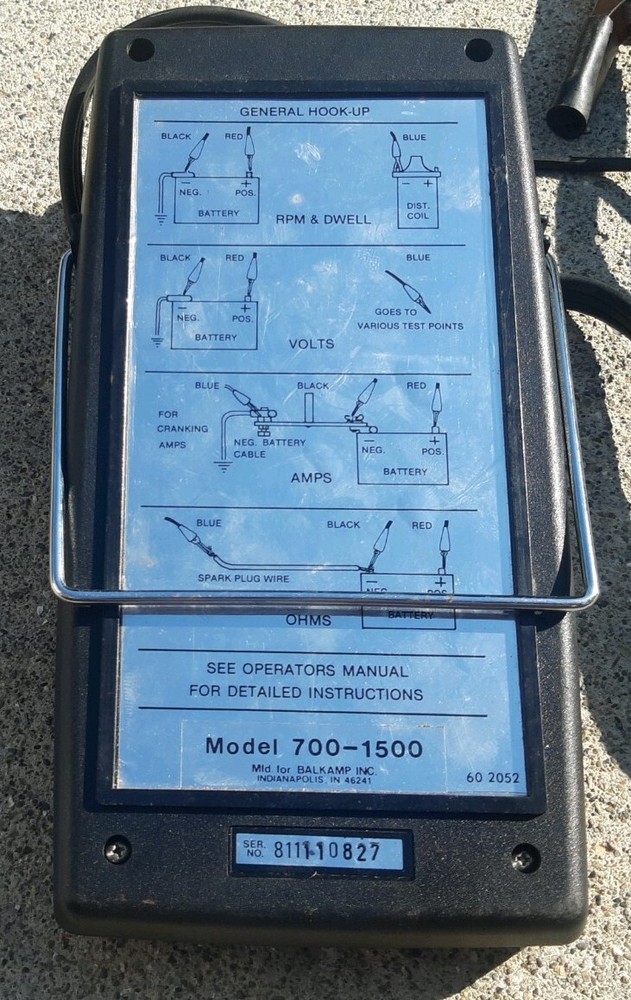 GENERAL HOOK-UP
BLACK RED BLUE
− +
NEG. POS.
BATTERY
− +
DIST.
COIL
RPM & DWELL
BLACK RED BLUE
− +
NEG. POS.
BATTERY
GOES TO
VARIOUS TEST POINTS
VOLTS
BLUE BLACK RED
FOR
CRANKING
AMPS
NEG. BATTERY
CABLE
− +
NEG. POS.
BATTERY
AMPS
BLUE BLACK RED
SPARK PLUG WIRE
− +
NEG. POS.
BATTERY
OHMS
SEE OPERATORS MANUAL
FOR DETAILED INSTRUCTIONS
Model 700-1500
Mfd. for BALKAMP INC.
INDIANAPOLIS, IN 46241
60 2052
SER.
NO. 811110827